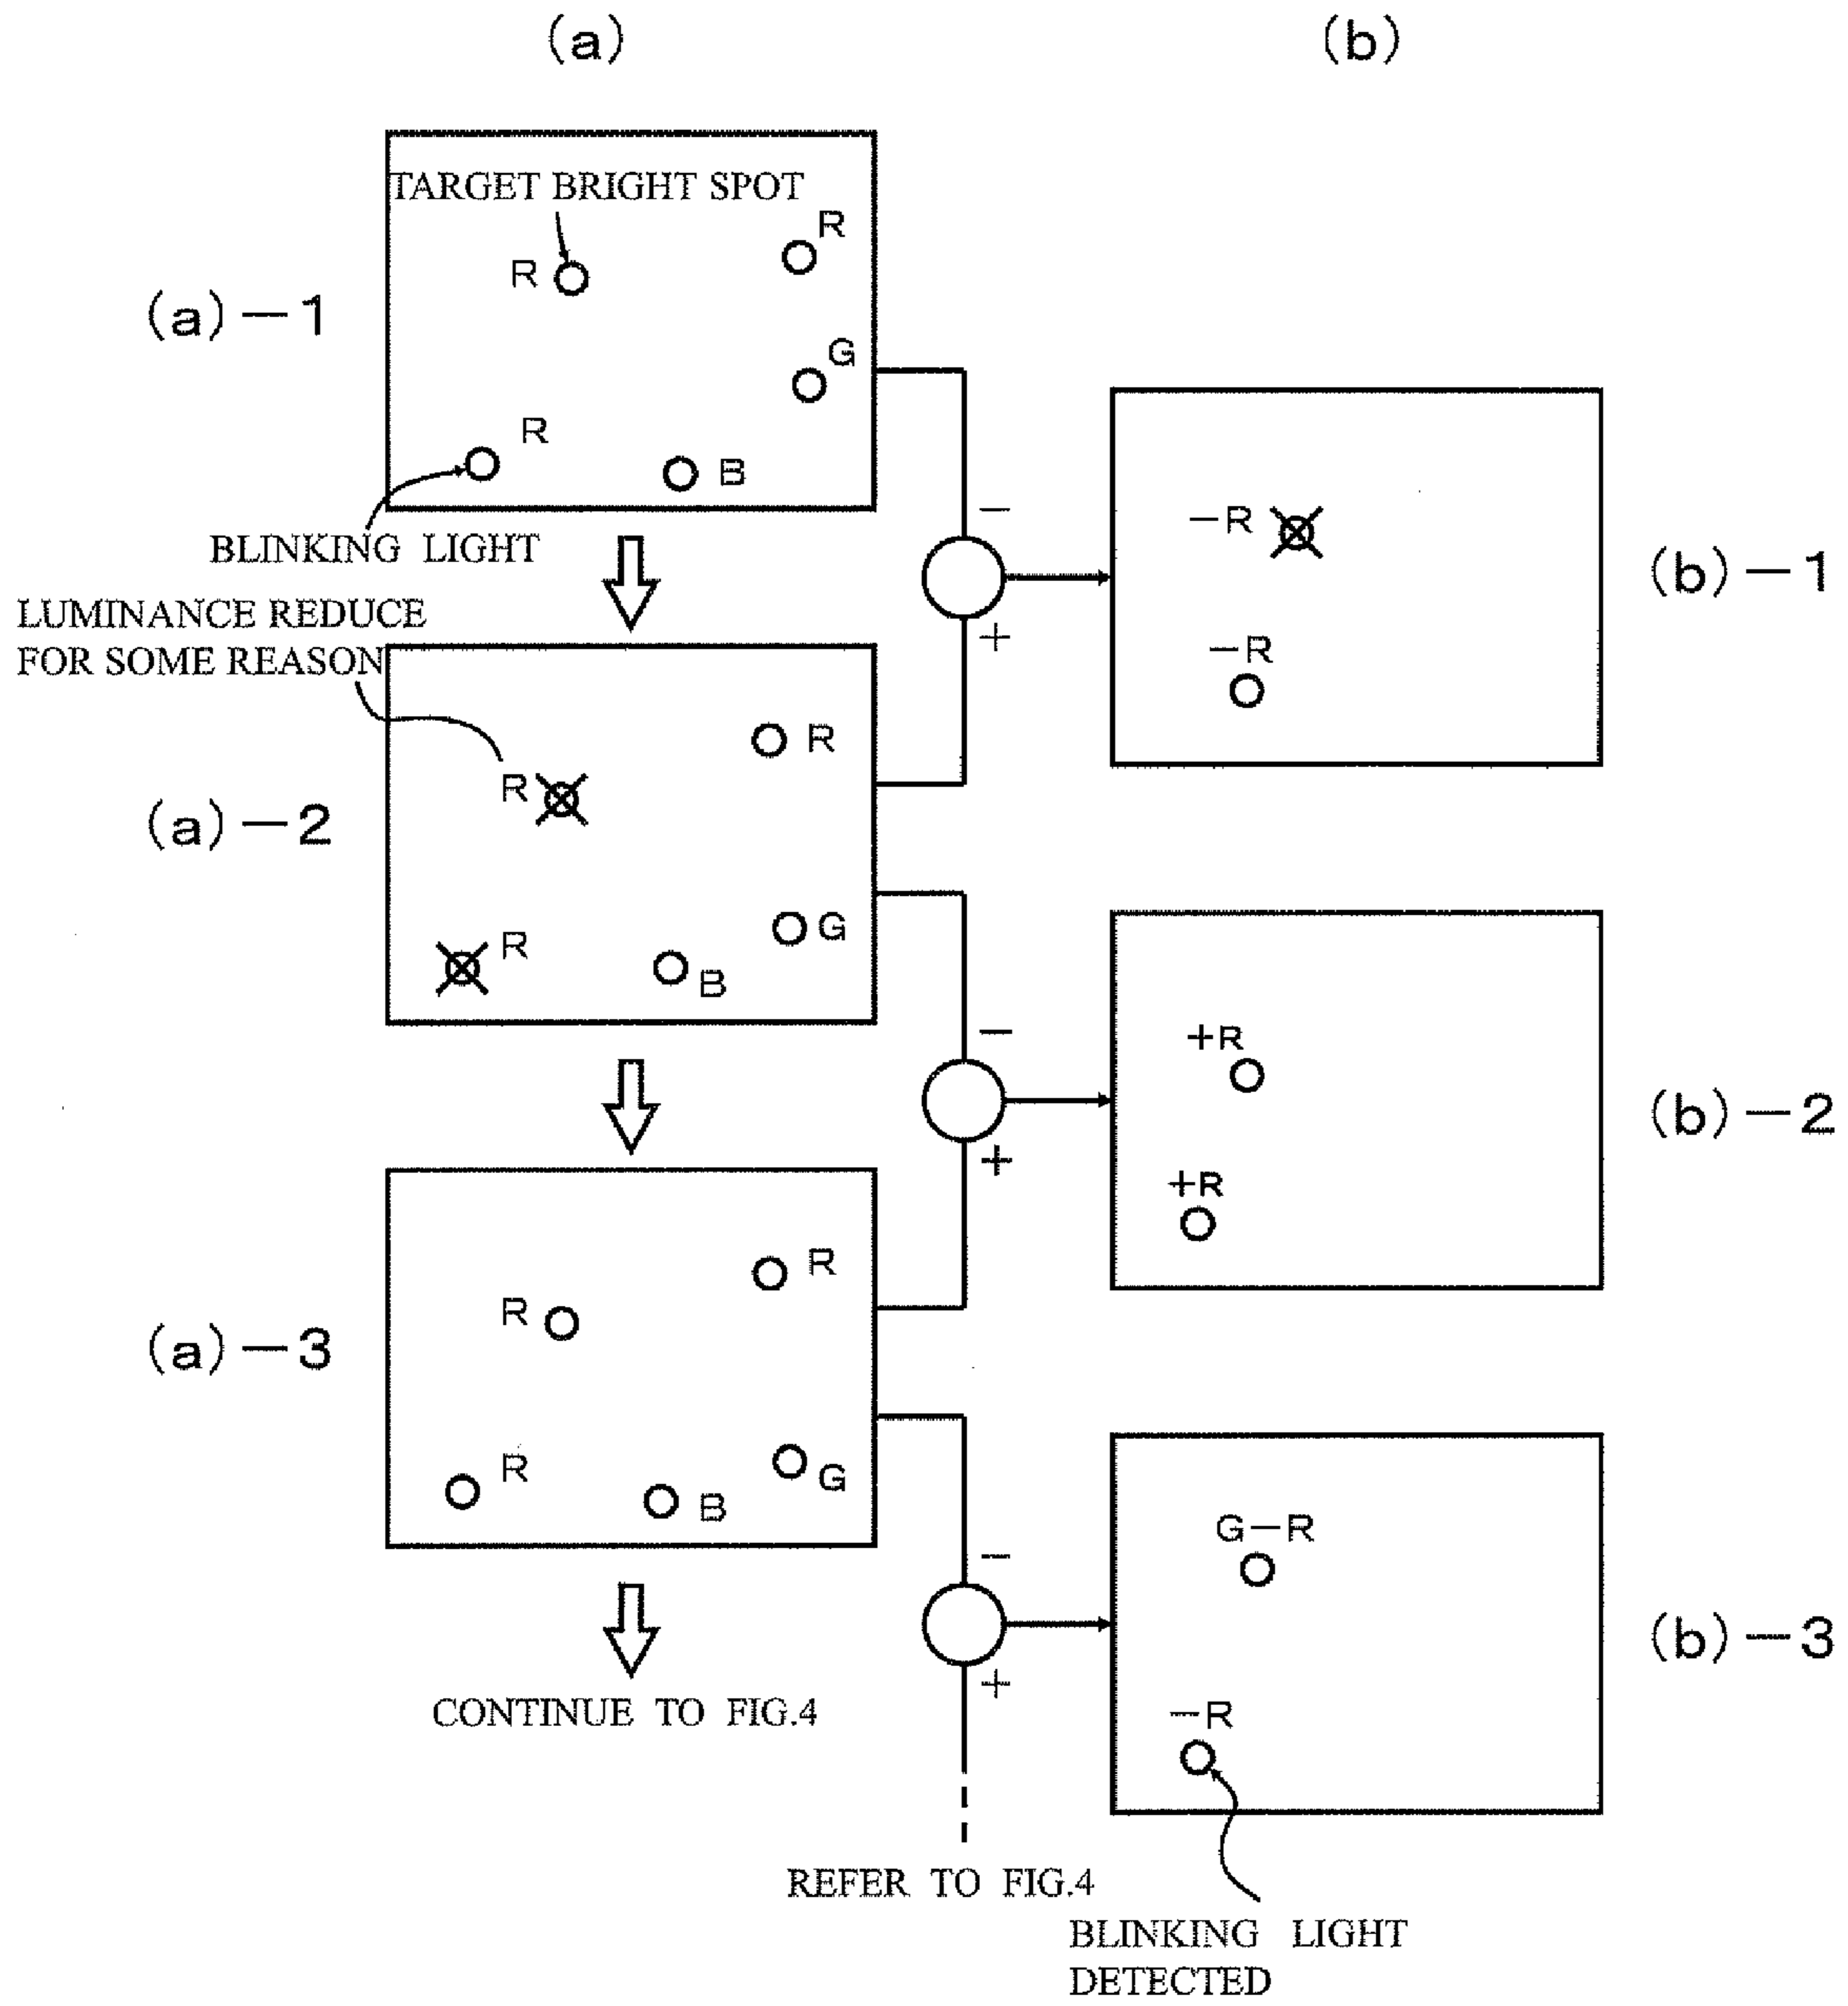 (a)
(b)
TARGET BRIGHT SPOT
R
R
(a)−1
G
R
B
BLINKING LIGHT
−
−R
(b)−1
LUMINANCE REDUCE
FOR SOME REASON
+
−R
R
R
(a)−2
G
R
B
−
+R
(b)−2
+
+R
R
R
(a)−3
R
G
B
−
G−R
(b)−3
+
−R
CONTINUE TO FIG.4
REFER TO FIG.4
BLINKING LIGHT
DETECTED